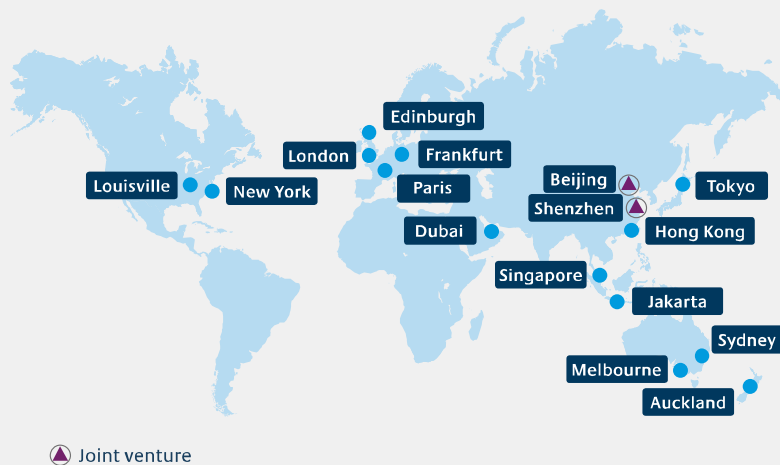 Edinburgh
London
Frankfurt
Louisville
New York
Paris
Beijing
Tokyo
Shenzhen
Dubai
Hong Kong
Singapore
Jakarta
Sydney
Melbourne
Auckland
Joint venture